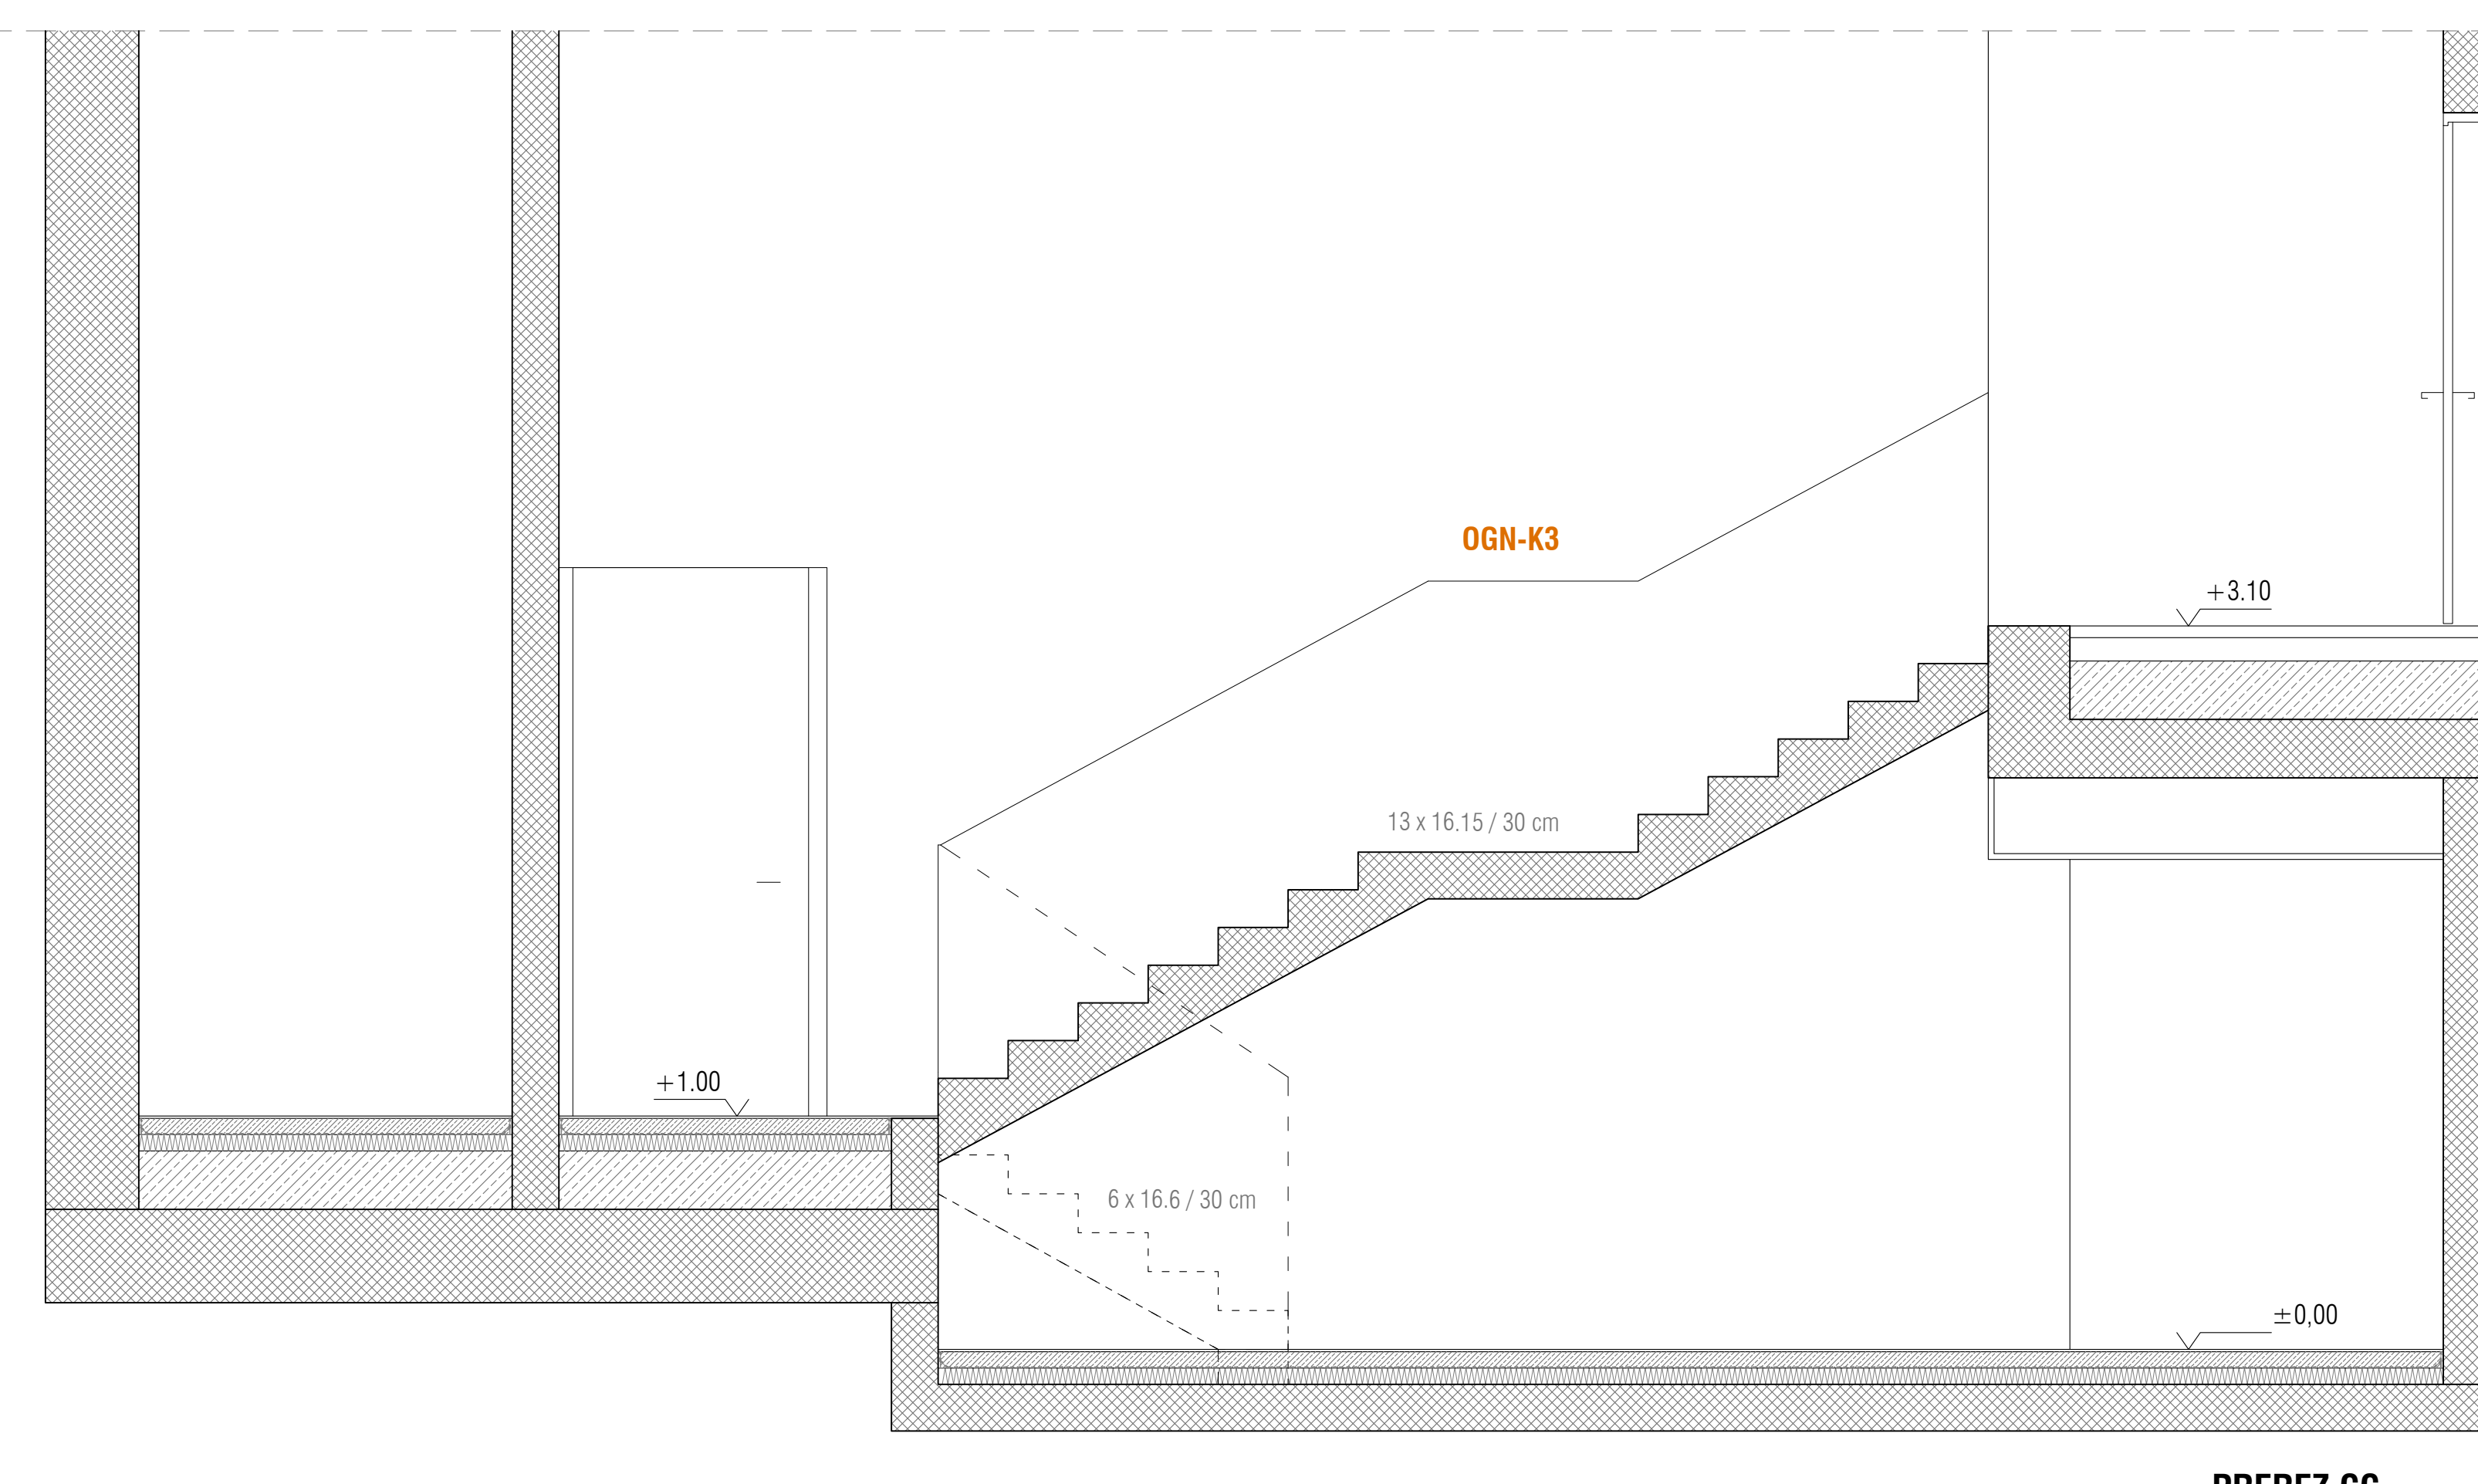 OGN-K3
+3.10
13 x 16.15 / 30 cm
+1.00
6 x 16.6 / 30 cm
±0,00